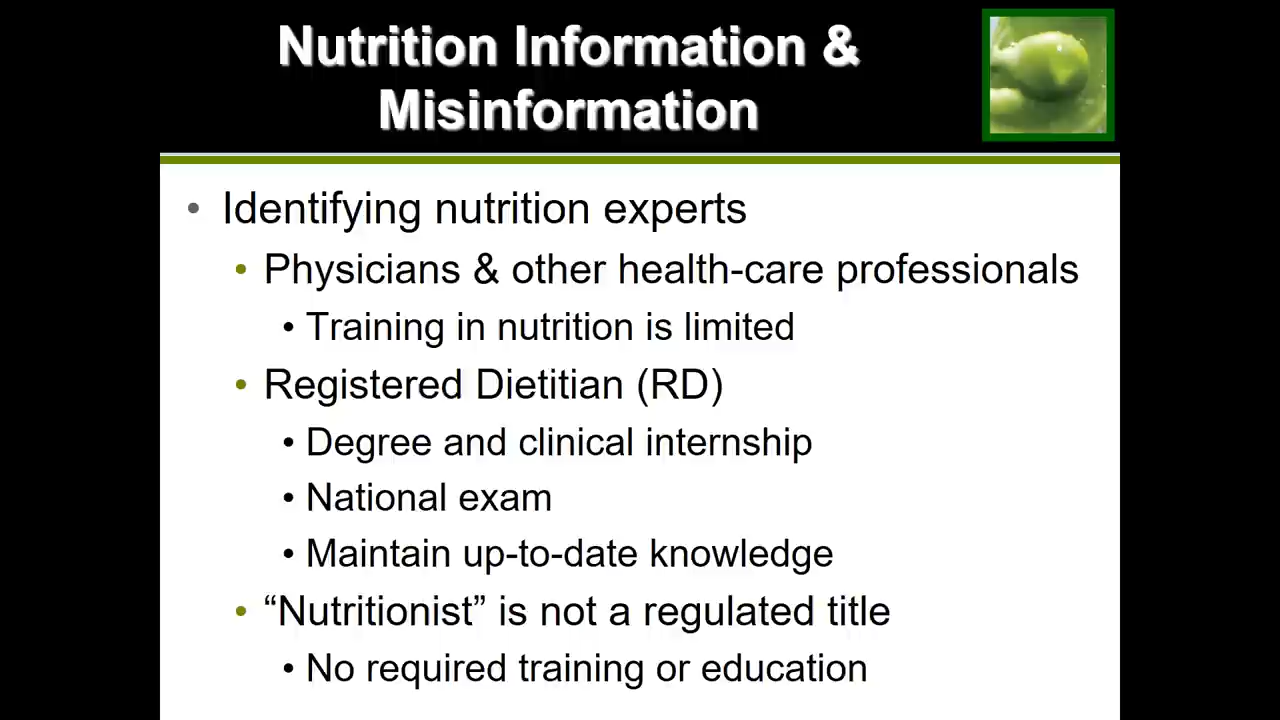 Nutrition Information &
Misinformation
• Identifying nutrition experts
• Physicians & other health-care professionals
• Training in nutrition is limited
• Registered Dietitian (RD)
• Degree and clinical internship
• National exam
• Maintain up-to-date knowledge
• “Nutritionist” is not a regulated title
• No required training or education